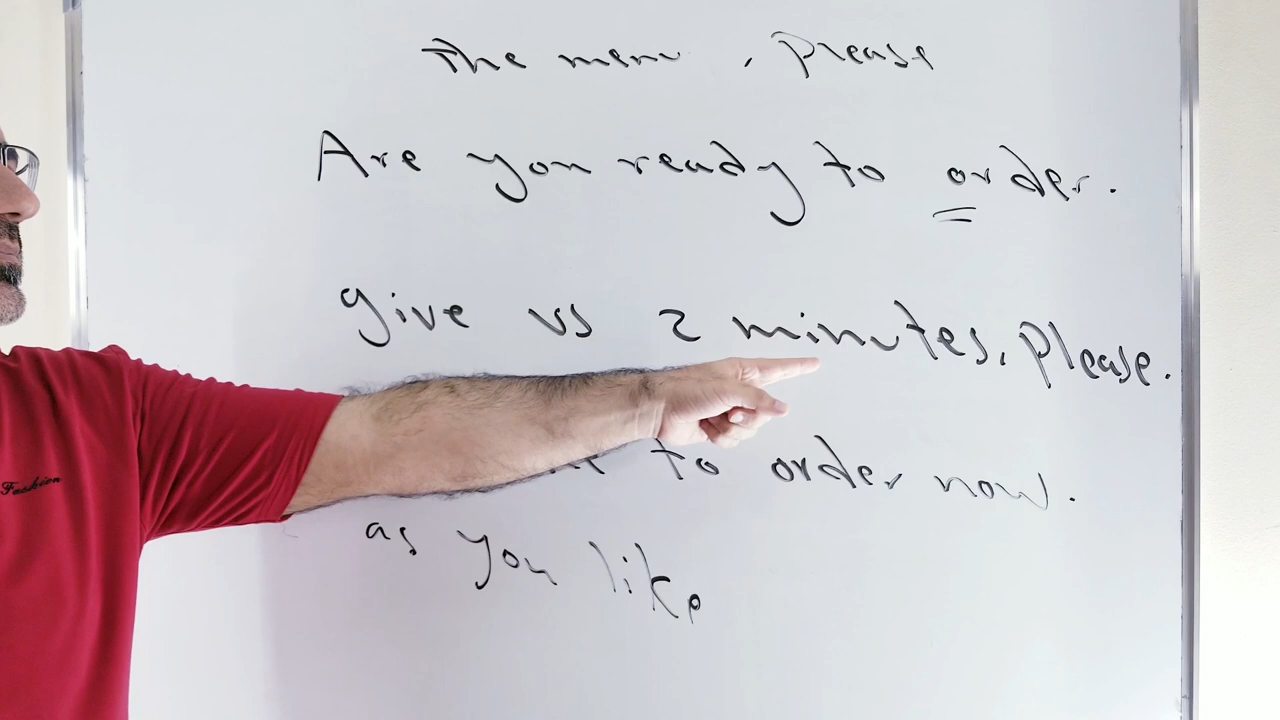 the menu, please
Are you ready to order.
give us 2 minutes, please.
to order now.
as you like
Fashion